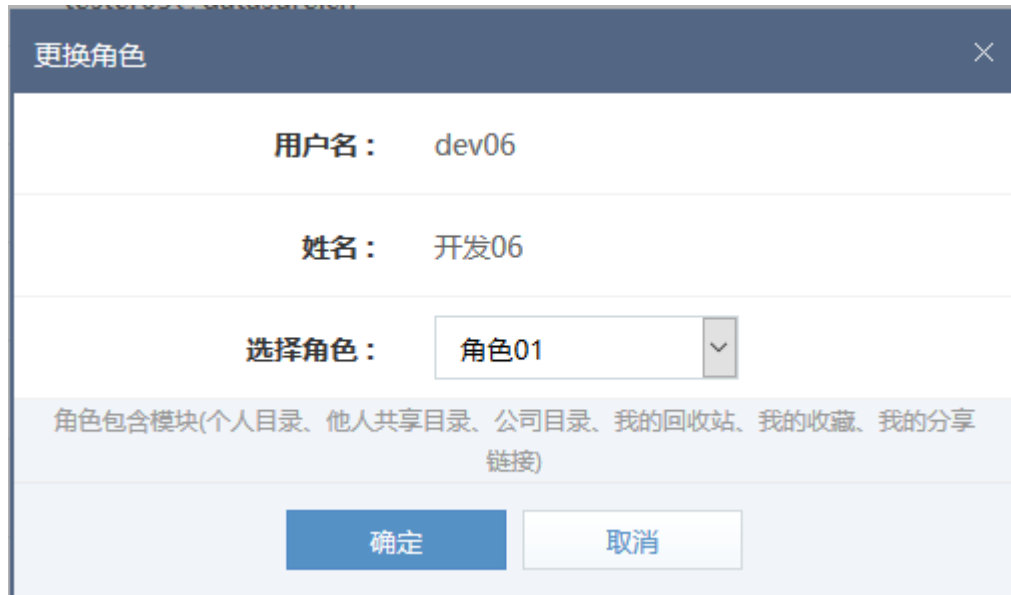 更换角色
用户名： dev06
姓名： 开发06
选择角色： 角色01
角色包含模块(个人目录、他人共享目录、公司目录、我的回收站、我的收藏、我的分享
链接)
确定 取消